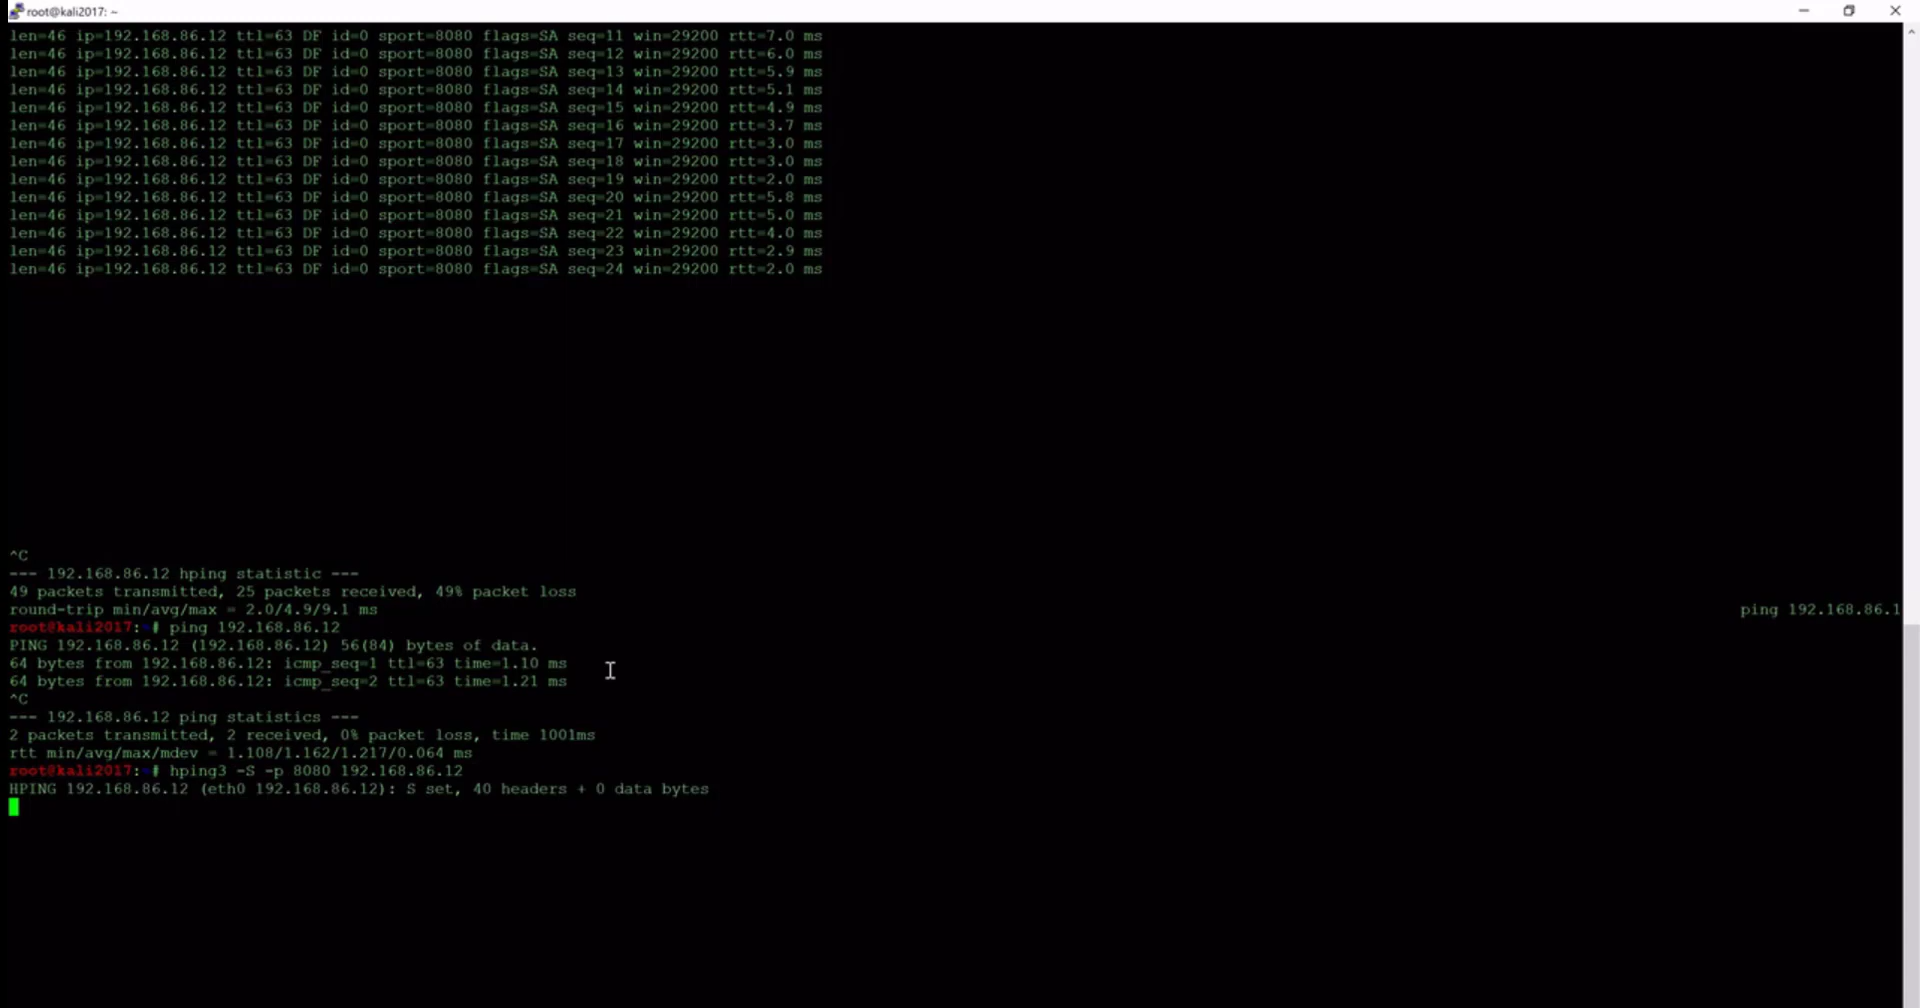 root@kali2017: ~
len=46 ip=192.168.86.12 ttl=63 DF id=0 sport=8080 flags=SA seq=11 win=29200 rtt=7.0 ms
len=46 ip=192.168.86.12 ttl=63 DF id=0 sport=8080 flags=SA seq=12 win=29200 rtt=6.0 ms
len=46 ip=192.168.86.12 ttl=63 DF id=0 sport=8080 flags=SA seq=13 win=29200 rtt=5.9 ms
len=46 ip=192.168.86.12 ttl=63 DF id=0 sport=8080 flags=SA seq=14 win=29200 rtt=5.1 ms
len=46 ip=192.168.86.12 ttl=63 DF id=0 sport=8080 flags=SA seq=15 win=29200 rtt=4.9 ms
len=46 ip=192.168.86.12 ttl=63 DF id=0 sport=8080 flags=SA seq=16 win=29200 rtt=3.7 ms
len=46 ip=192.168.86.12 ttl=63 DF id=0 sport=8080 flags=SA seq=17 win=29200 rtt=3.0 ms
len=46 ip=192.168.86.12 ttl=63 DF id=0 sport=8080 flags=SA seq=18 win=29200 rtt=3.0 ms
len=46 ip=192.168.86.12 ttl=63 DF id=0 sport=8080 flags=SA seq=19 win=29200 rtt=2.0 ms
len=46 ip=192.168.86.12 ttl=63 DF id=0 sport=8080 flags=SA seq=20 win=29200 rtt=5.8 ms
len=46 ip=192.168.86.12 ttl=63 DF id=0 sport=8080 flags=SA seq=21 win=29200 rtt=5.0 ms
len=46 ip=192.168.86.12 ttl=63 DF id=0 sport=8080 flags=SA seq=22 win=29200 rtt=4.0 ms
len=46 ip=192.168.86.12 ttl=63 DF id=0 sport=8080 flags=SA seq=23 win=29200 rtt=2.9 ms
len=46 ip=192.168.86.12 ttl=63 DF id=0 sport=8080 flags=SA seq=24 win=29200 rtt=2.0 ms
^C
--- 192.168.86.12 hping statistic ---
49 packets transmitted, 25 packets received, 49% packet loss
round-trip min/avg/max = 2.0/4.9/9.1 ms
ping 192.168.86.1
root@kali2017:~# ping 192.168.86.12
PING 192.168.86.12 (192.168.86.12) 56(84) bytes of data.
64 bytes from 192.168.86.12: icmp_seq=1 ttl=63 time=1.10 ms
64 bytes from 192.168.86.12: icmp_seq=2 ttl=63 time=1.21 ms
^C
--- 192.168.86.12 ping statistics ---
2 packets transmitted, 2 received, 0% packet loss, time 1001ms
rtt min/avg/max/mdev = 1.108/1.162/1.217/0.064 ms
root@kali2017:~# hping3 -S -p 8080 192.168.86.12
HPING 192.168.86.12 (eth0 192.168.86.12): S set, 40 headers + 0 data bytes